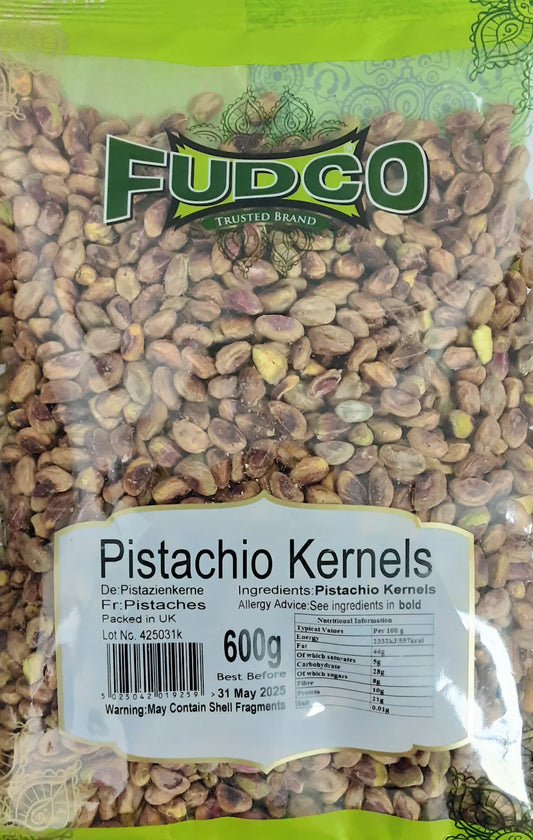 FUDCO
TRUSTED BRAND
Pistachio Kernels
De:Pistazienkerne
Fr:Pistaches
Packed in UK
Lot No. 425031k
5 025042 019259 >
Ingredients:Pistachio Kernels
Allergy Advice:See ingredients in bold
600g
Best Before
31 May 2025
Warning:May Contain Shell Fragments
Nutritional Information
Typical Values Per 100 g
Energy 2332kJ/557kcal
Fat 44g
Of which saturates 5g
Carbohydrate 28g
Of which sugars 8g
Fibre 10g
Protein 21g
Salt 0.01g